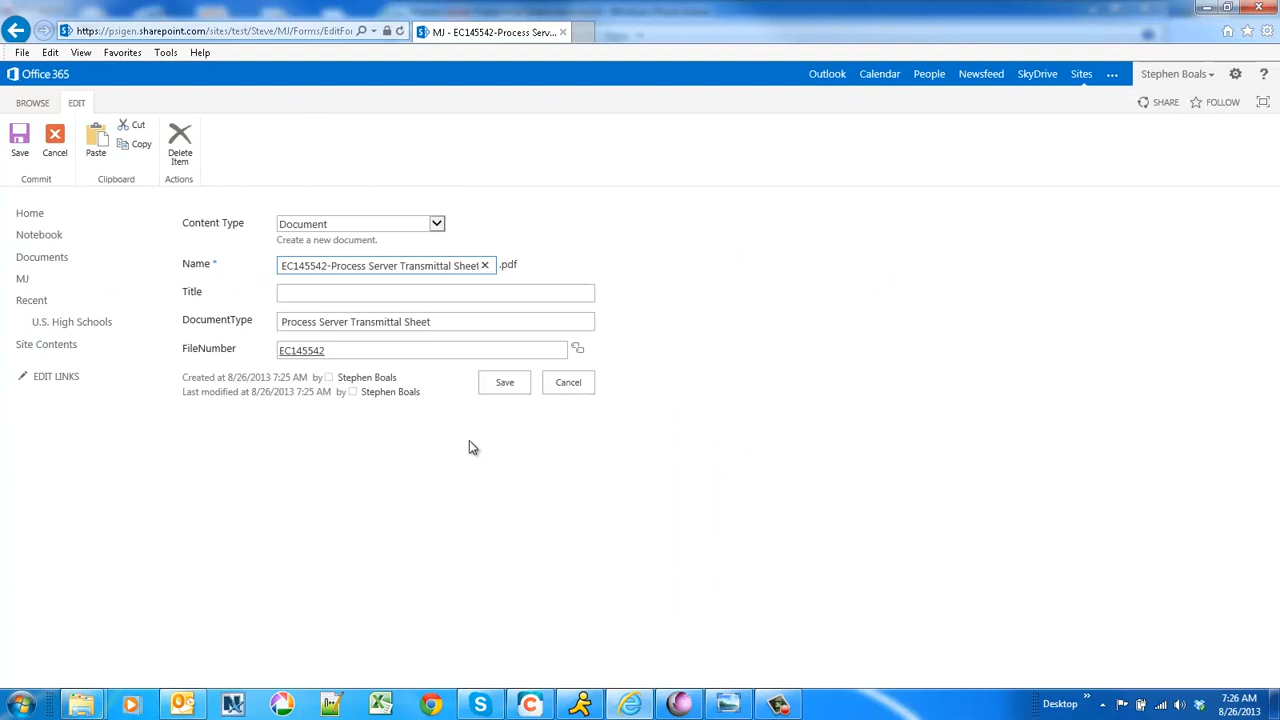 https://psigen.sharepoint.com/sites/test/Steve/MJ/Forms/EditFor
MJ - EC145542-Process Serv...
File Edit View Favorites Tools Help
Office 365
Outlook Calendar People Newsfeed SkyDrive Sites ... Stephen Boals ?
BROWSE EDIT
SHARE FOLLOW
Save Cancel Paste Cut Copy Delete Item
Commit Clipboard Actions
Home
Notebook
Documents
MJ
Recent
U.S. High Schools
Site Contents
EDIT LINKS
Content Type Document
Create a new document.
Name * EC145542-Process Server Transmittal Sheet .pdf
Title
DocumentType Process Server Transmittal Sheet
FileNumber EC145542
Created at 8/26/2013 7:25 AM by Stephen Boals
Last modified at 8/26/2013 7:25 AM by Stephen Boals
Save Cancel
Desktop
7:26 AM
8/26/2013